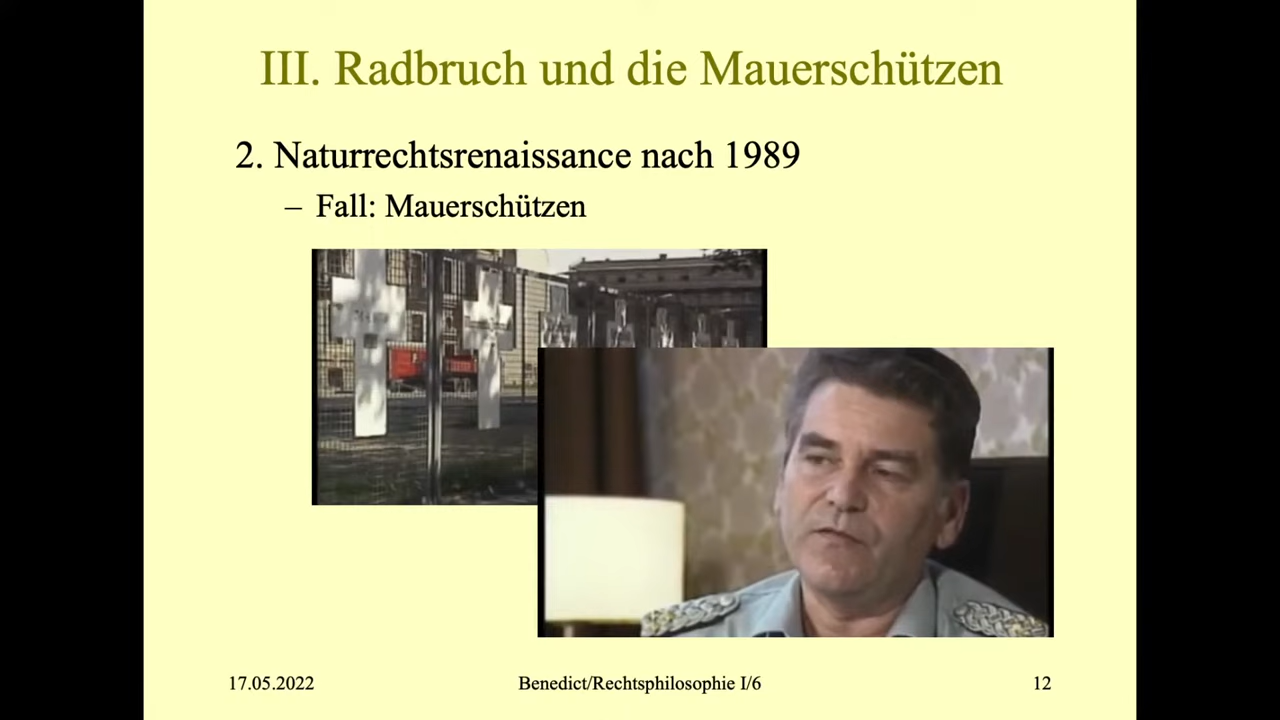 III. Radbruch und die Mauerschützen
2. Naturrechtsrenaissance nach 1989
– Fall: Mauerschützen
17.05.2022
Benedict/Rechtsphilosophie I/6
12